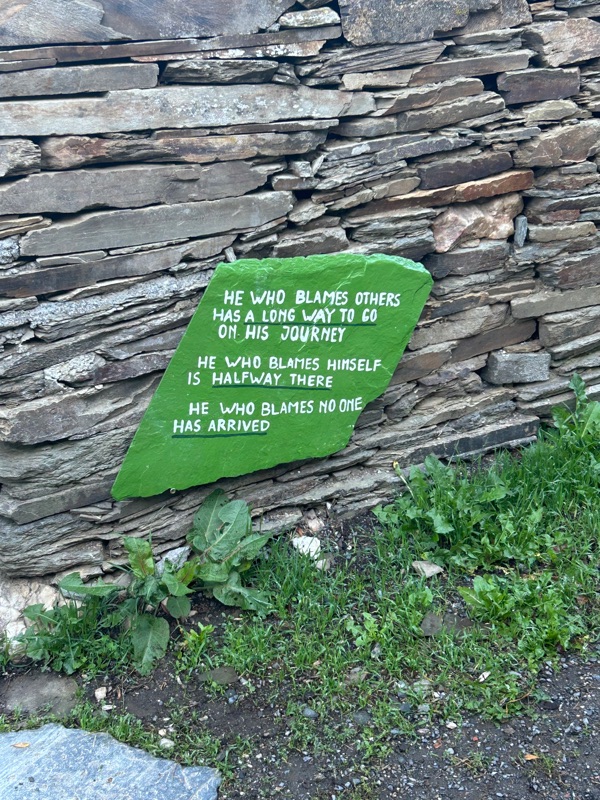 HE WHO BLAMES OTHERS
HAS A LONG WAY TO GO
ON HIS JOURNEY
HE WHO BLAMES HIMSELF
IS HALFWAY THERE
HE WHO BLAMES NO ONE
HAS ARRIVED